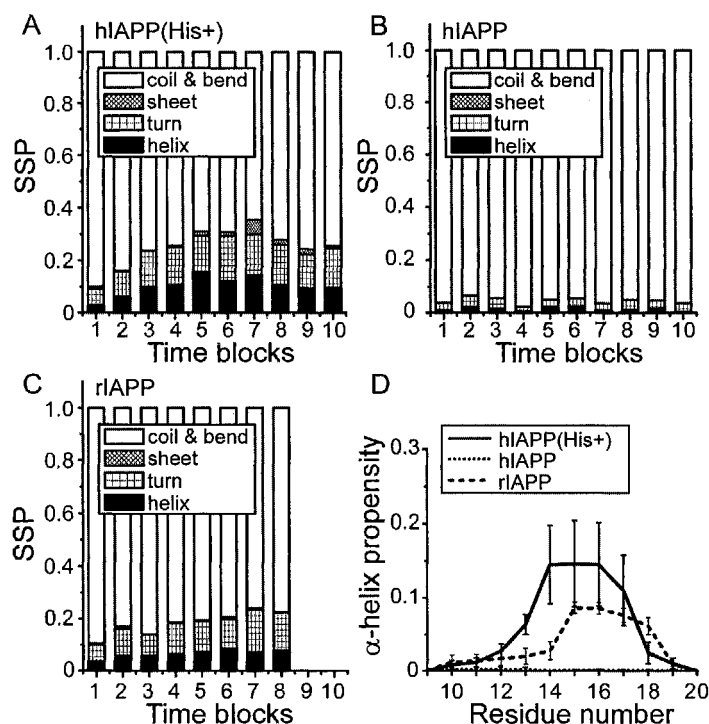 A
hIAPP(His+)
coil & bend
sheet
turn
helix
SSP
1.0
0.8
0.6
0.4
0.2
0
1 2 3 4 5 6 7 8 9 10
Time blocks
B
hIAPP
coil & bend
sheet
turn
helix
SSP
1.0
0.8
0.6
0.4
0.2
0
1 2 3 4 5 6 7 8 9 10
Time blocks
C
rIAPP
coil & bend
sheet
turn
helix
SSP
1.0
0.8
0.6
0.4
0.2
0
1 2 3 4 5 6 7 8 9 10
Time blocks
D
hIAPP(His+)
hIAPP
rIAPP
α-helix propensity
0.3
0.2
0.1
0
10 12 14 16 18 20
Residue number